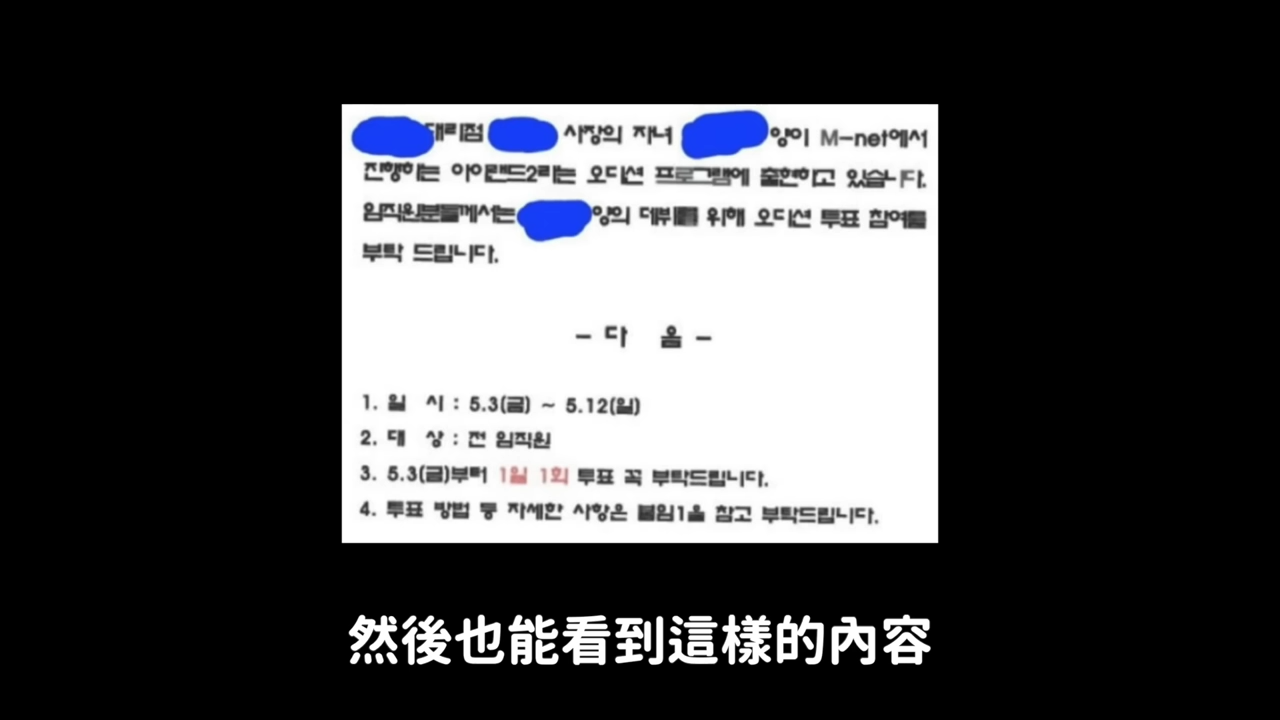 대리점 사장의 자녀 양이 M-net에서
진행하는 아이랜드2라는 오디션 프로그램에 출현하고 있습니다.
임직원분들께서는 양의 데뷔를 위해 오디션 투표 참여를
부탁 드립니다.
- 다 음 -
1. 일 시 : 5.3(금) ~ 5.12(일)
2. 대 상 : 전 임직원
3. 5.3(금)부터 1일 1회 투표 꼭 부탁드립니다.
4. 투표 방법 등 자세한 사항은 붙임1을 참고 부탁드립니다.
然後也能看到這樣的內容